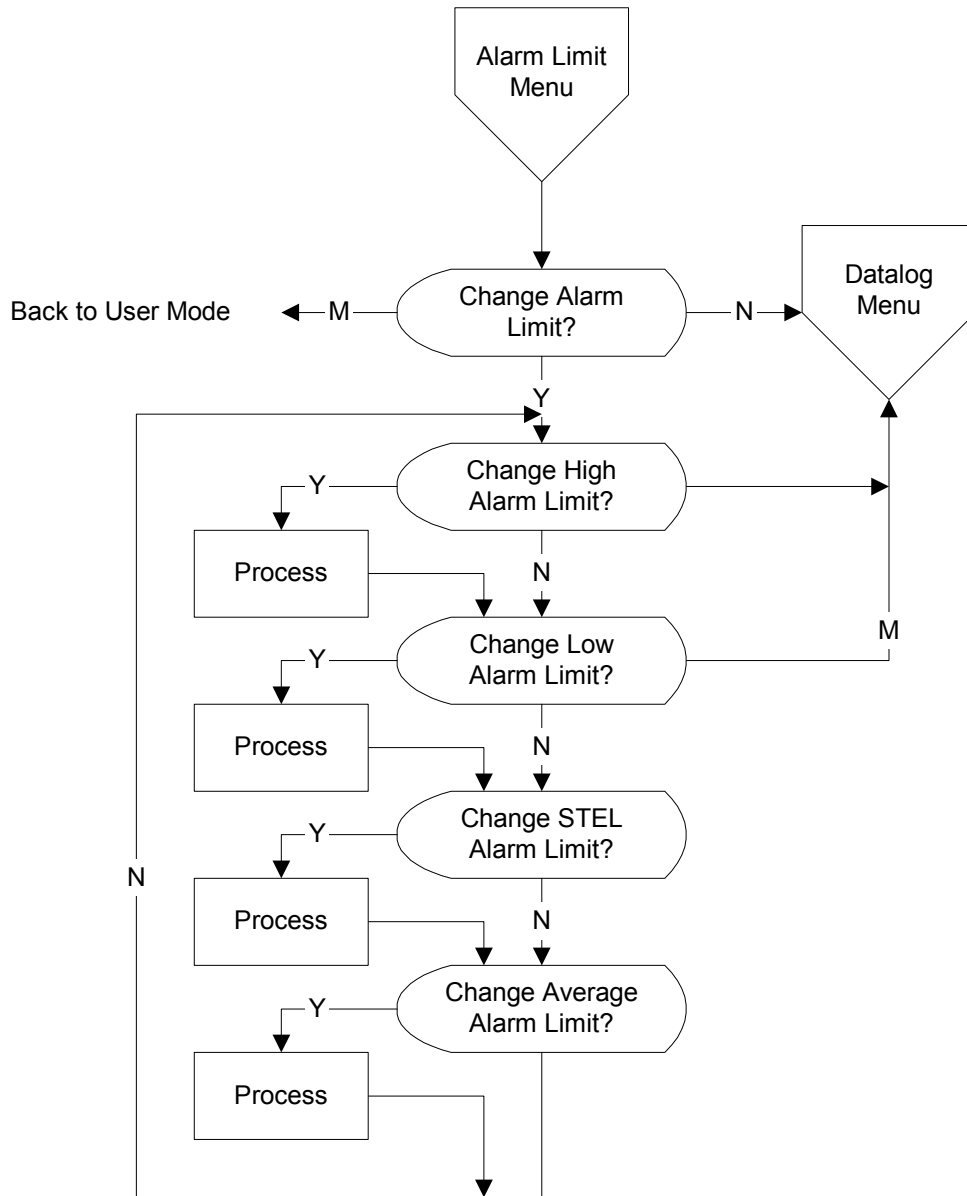 Alarm Limit
Menu
Datalog
Menu
Change Alarm
Limit?
Back to User Mode
M
N
Y
Change High
Alarm Limit?
Y
Process
N
Change Low
Alarm Limit?
M
Y
Process
N
Change STEL
Alarm Limit?
Y
N
Process
N
Change Average
Alarm Limit?
Y
Process